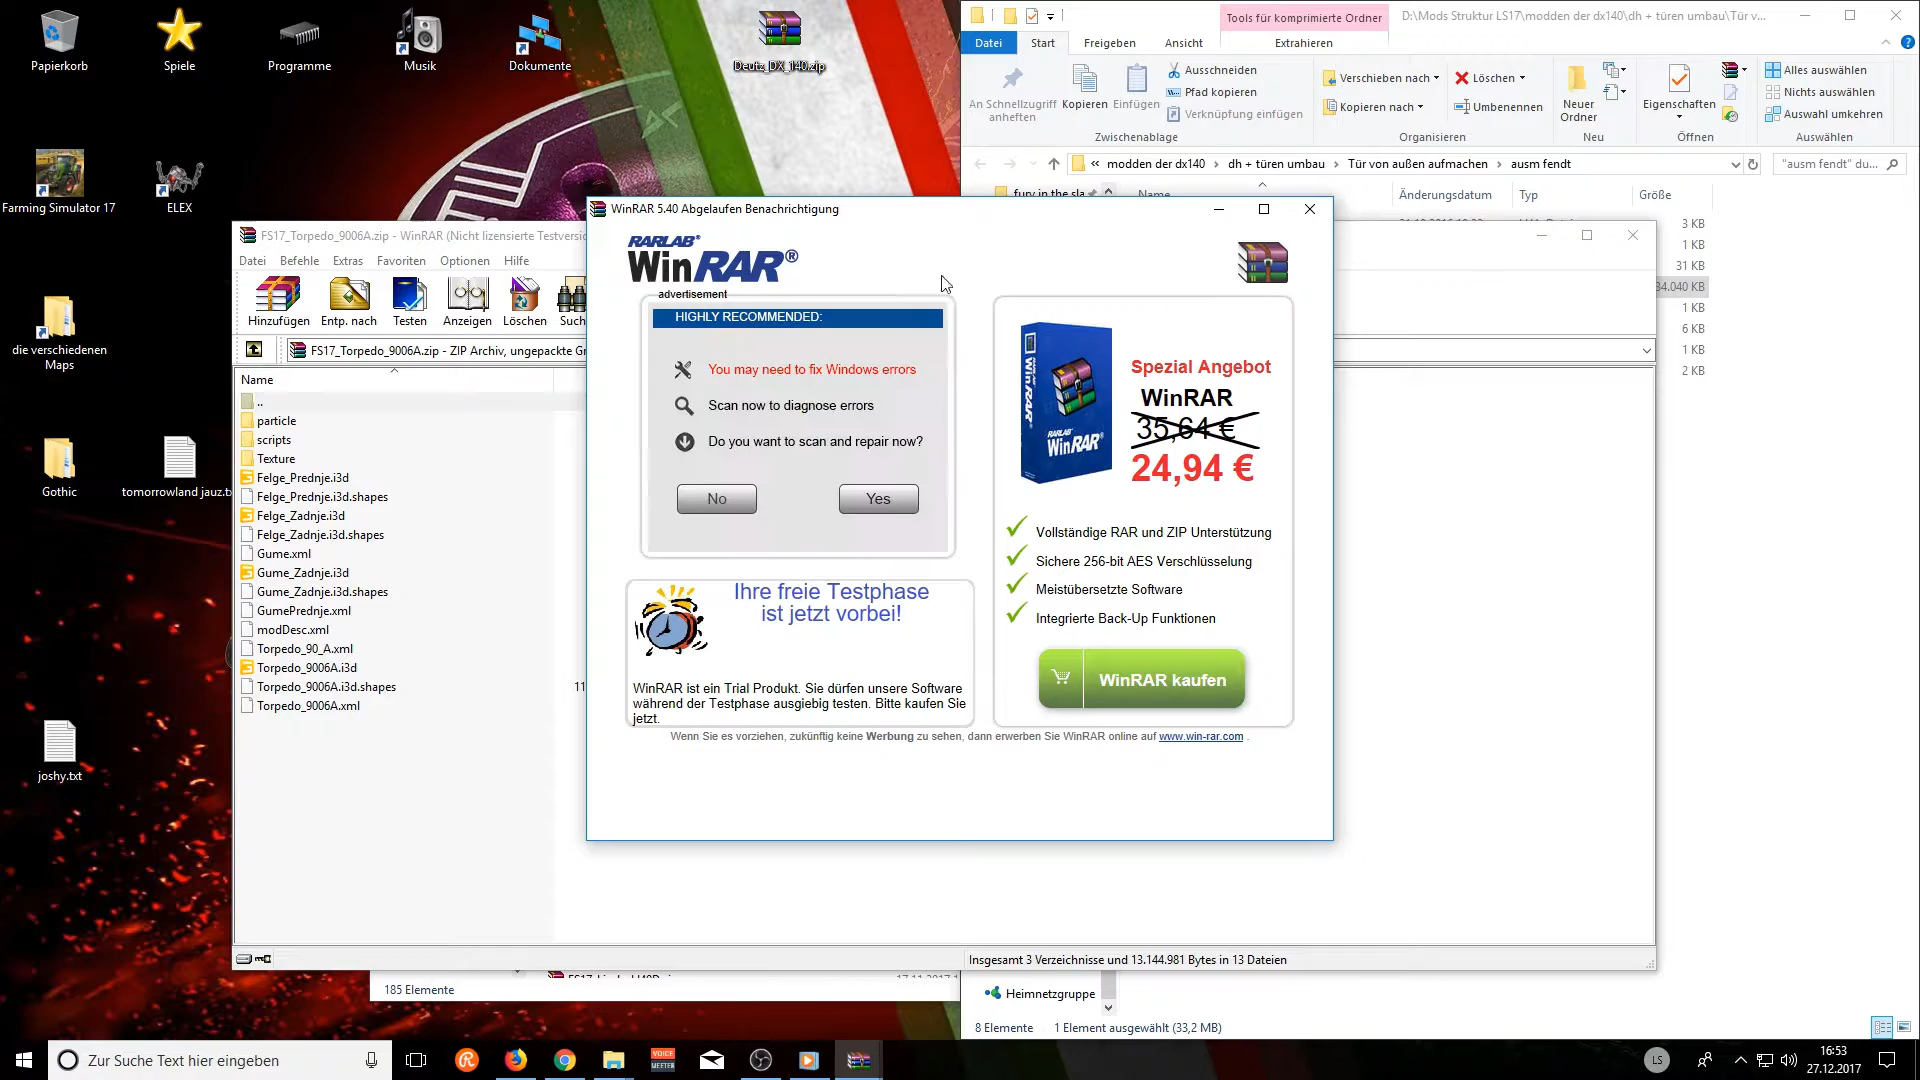 Papierkorb
Spiele
Programme
Musik
Dokumente
Deutz_DX_140.zip
Farming Simulator 17
ELEX
die verschiedenen
Maps
Gothic
tomorrowland jauz.tx
joshy.txt
Tools für komprimierte Ordner
D:\Mods Struktur LS17\modden der dx140\dh + türen umbau\Tür v...
Datei
Start
Freigeben
Ansicht
Extrahieren
An Schnellzugriff
anheften
Kopieren
Einfügen
Ausschneiden
Pfad kopieren
Verknüpfung einfügen
Zwischenablage
Verschieben nach
Kopieren nach
Löschen
Umbenennen
Organisieren
Neuer
Ordner
Neu
Eigenschaften
Öffnen
Alles auswählen
Nichts auswählen
Auswahl umkehren
Auswählen
« modden der dx140 › dh + türen umbau › Tür von außen aufmachen › ausm fendt
"ausm fendt" du...
fury in the sla
Name
Änderungsdatum
Typ
Größe
3 KB
1 KB
31 KB
34.040 KB
1 KB
6 KB
1 KB
2 KB
Heimnetzgruppe
8 Elemente
1 Element ausgewählt (33,2 MB)
FS17_Torpedo_9006A.zip - WinRAR (Nicht lizensierte Testversi
Datei
Befehle
Extras
Favoriten
Optionen
Hilfe
Hinzufügen
Entp. nach
Testen
Anzeigen
Löschen
Such
FS17_Torpedo_9006A.zip - ZIP Archiv, ungepackte Gr
Name
..
particle
scripts
Texture
Felge_Prednje.i3d
Felge_Prednje.i3d.shapes
Felge_Zadnje.i3d
Felge_Zadnje.i3d.shapes
Gume.xml
Gume_Zadnje.i3d
Gume_Zadnje.i3d.shapes
GumePrednje.xml
modDesc.xml
Torpedo_90_A.xml
Torpedo_9006A.i3d
Torpedo_9006A.i3d.shapes
11
Torpedo_9006A.xml
Insgesamt 3 Verzeichnisse und 13.144.981 Bytes in 13 Dateien
185 Elemente
WinRAR 5.40 Abgelaufen Benachrichtigung
RARLAB®
WinRAR®
advertisement
HIGHLY RECOMMENDED:
You may need to fix Windows errors
Scan now to diagnose errors
Do you want to scan and repair now?
No
Yes
Ihre freie Testphase
ist jetzt vorbei!
WinRAR ist ein Trial Produkt. Sie dürfen unsere Software
während der Testphase ausgiebig testen. Bitte kaufen Sie
jetzt.
WinRAR
RARLAB
WinRAR
Spezial Angebot
WinRAR
35,64 €
24,94 €
Vollständige RAR und ZIP Unterstützung
Sichere 256-bit AES Verschlüsselung
Meistübersetzte Software
Integrierte Back-Up Funktionen
WinRAR kaufen
Wenn Sie es vorziehen, zukünftig keine Werbung zu sehen, dann erwerben Sie WinRAR online auf www.win-rar.com .
Zur Suche Text hier eingeben
VOICE
MEETER
LS
16:53
27.12.2017